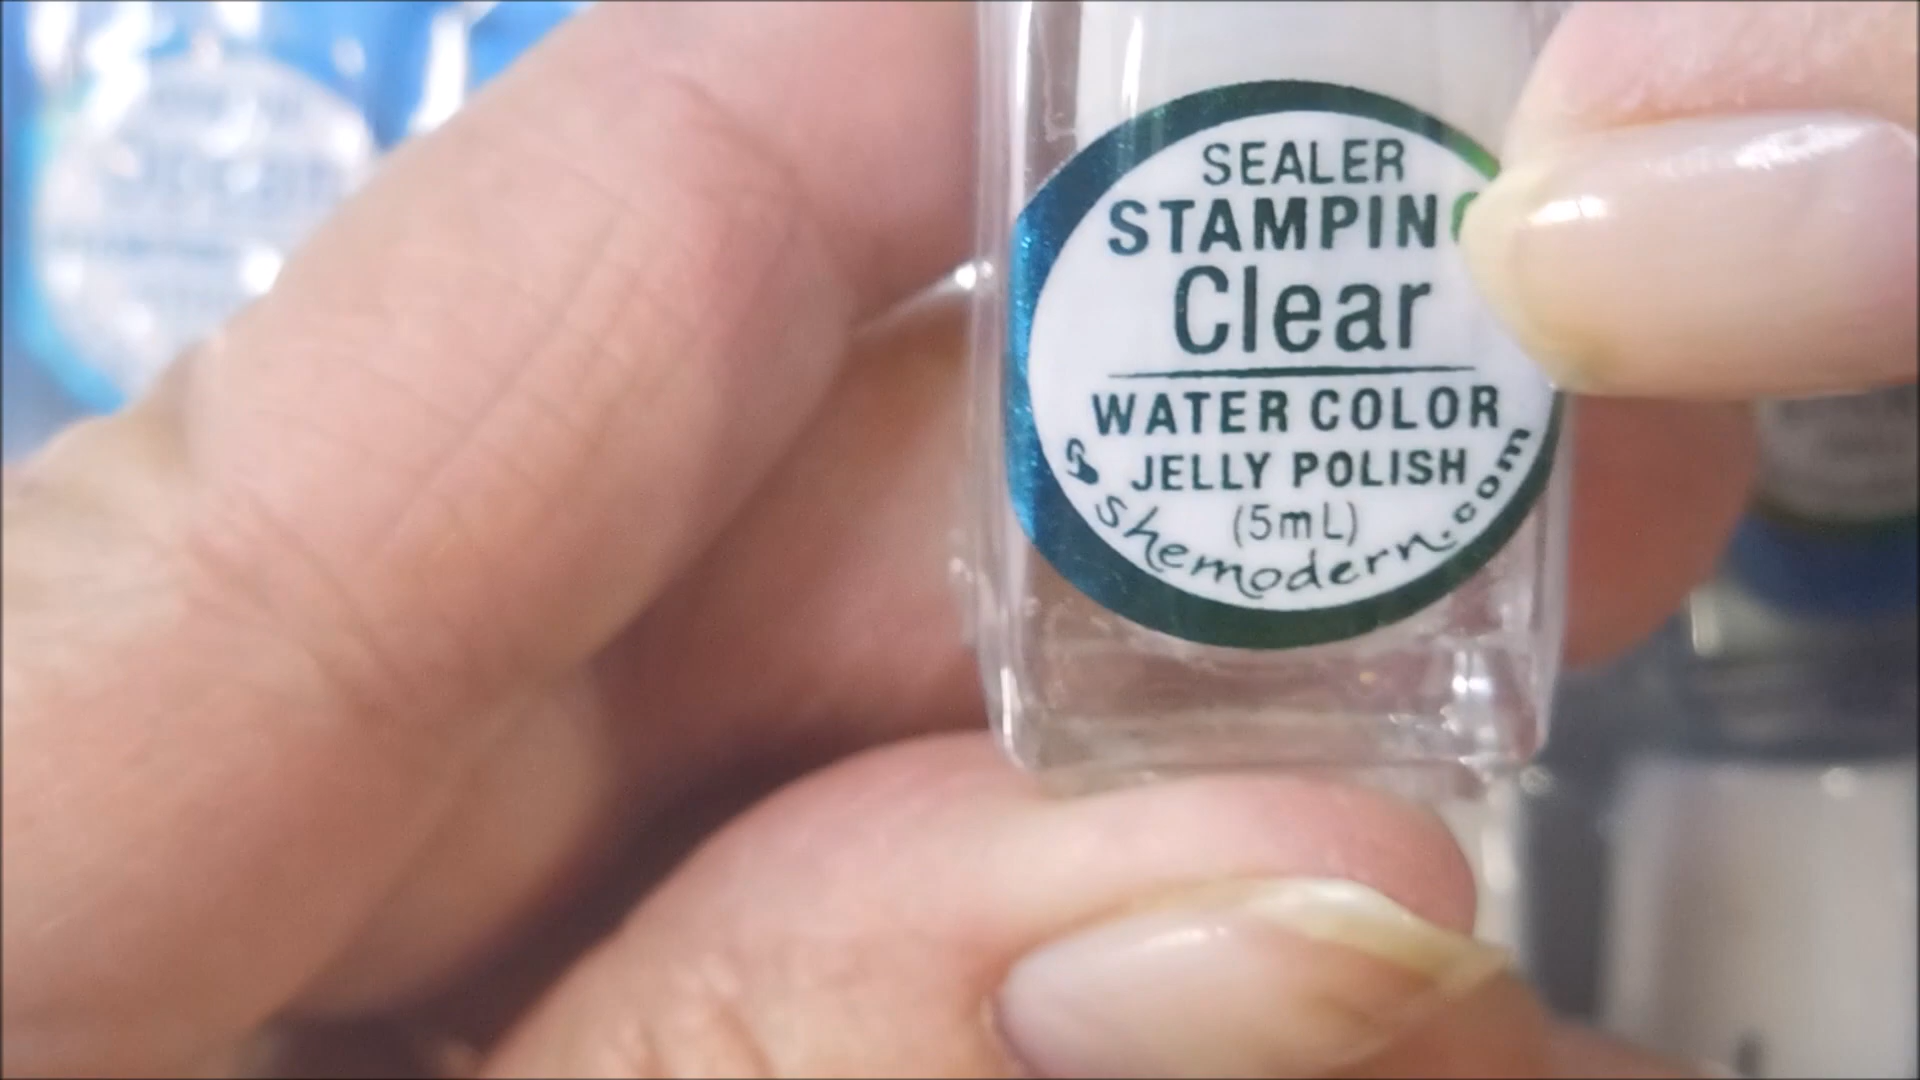 SEALER
STAMPIN
Clear
WATER COLOR
JELLY POLISH
(5mL)
shemodern.com